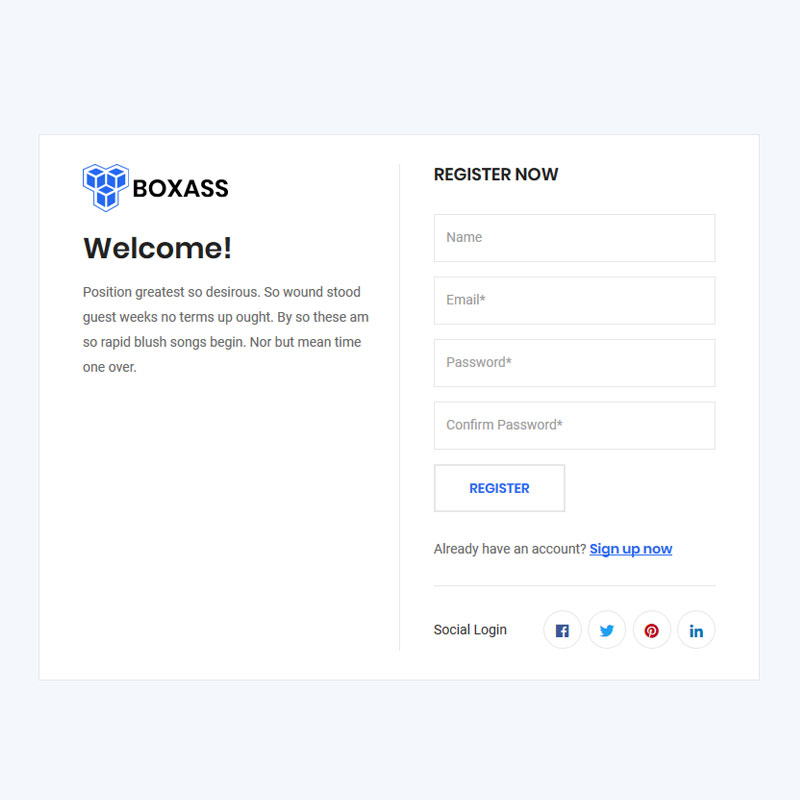 BOXASS
Welcome!
Position greatest so desirous. So wound stood
guest weeks no terms up ought. By so these am
so rapid blush songs begin. Nor but mean time
one over.
REGISTER NOW
Name
Email*
Password*
Confirm Password*
REGISTER
Already have an account? Sign up now
Social Login